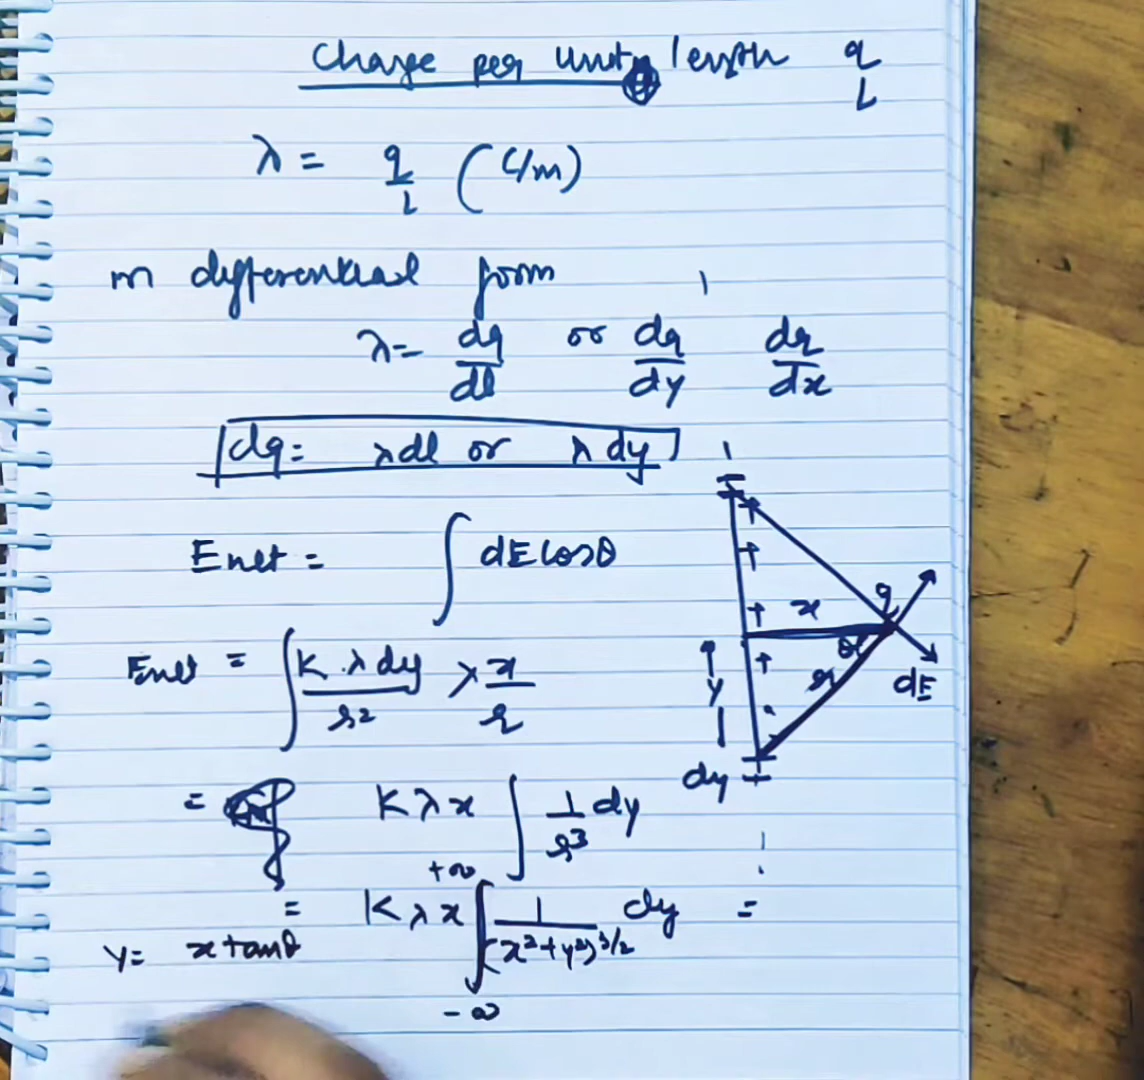 Charge per Unit length q/L
λ = q/L (C/m)
in differential form
λ = dq/dl or dq/dy dq/dx
dq = λdl or λdy
Enet = ∫ dE cosθ
Enet = ∫ K.λdy/r² × x/r
= Kλx ∫ 1/r³ dy
= Kλx ∫ 1/(x²+y²)^3/2 dy =
+∞
-∞
y = x tanθ
+
+
+
+
x
q
θ
r
dE
y
dy